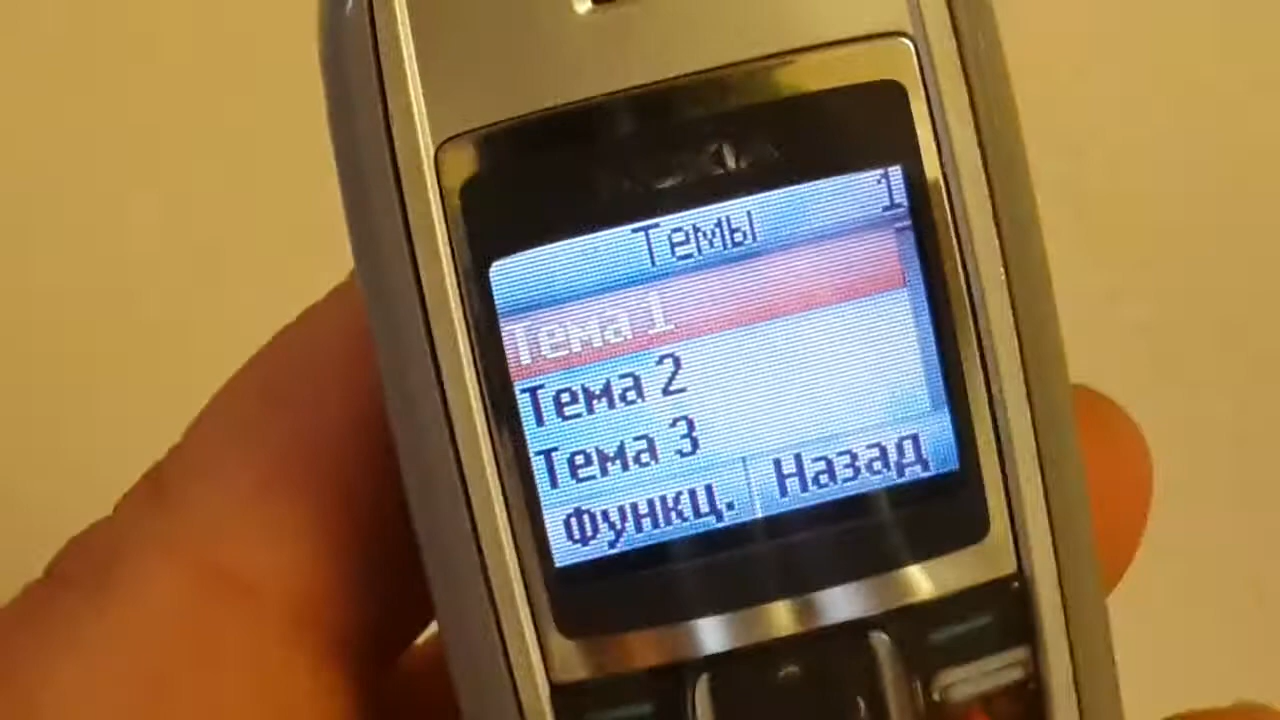 Темы 1
Тема 1
Тема 2
Тема 3
Функц. Назад